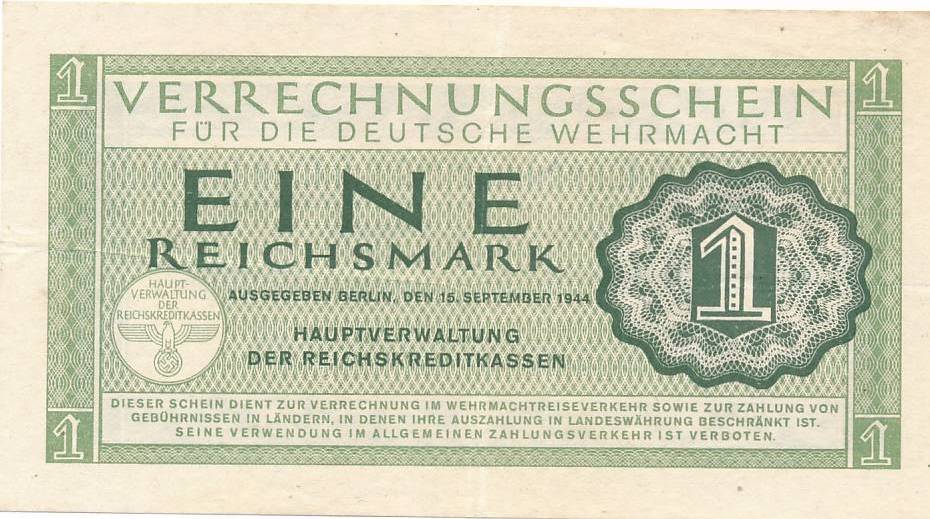 1
1
VERRECHNUNGSSCHEIN
FÜR DIE DEUTSCHE WEHRMACHT
EINE
REICHSMARK
HAUPT-
VERWALTUNG
DER
REICHSKREDITKASSEN
AUSGEGEBEN BERLIN, DEN 15. SEPTEMBER 1944
HAUPTVERWALTUNG
DER REICHSKREDITKASSEN
1
DIESER SCHEIN DIENT ZUR VERRECHNUNG IM WEHRMACHTREISEVERKEHR SOWIE ZUR ZAHLUNG VON
GEBÜHRNISSEN IN LÄNDERN, IN DENEN IHRE AUSZAHLUNG IN LANDESWÄHRUNG BESCHRÄNKT IST.
SEINE VERWENDUNG IM ALLGEMEINEN ZAHLUNGSVERKEHR IST VERBOTEN.
1
1